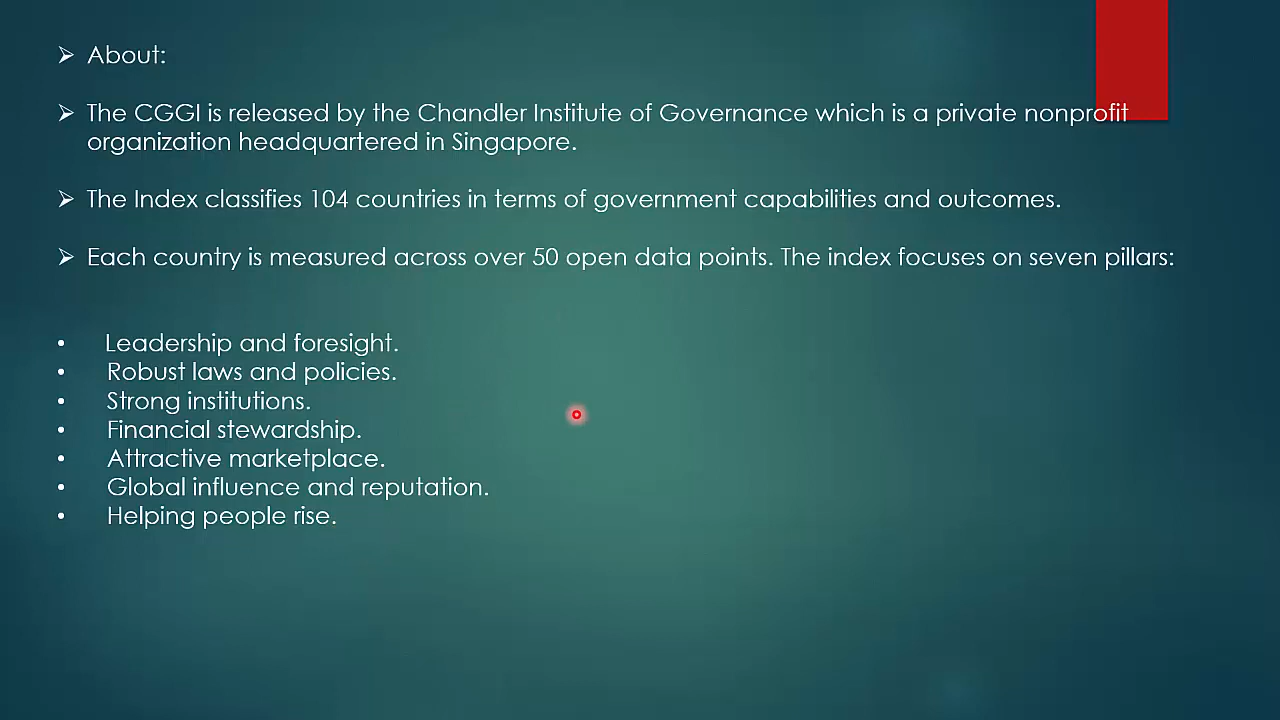 About:
The CGGI is released by the Chandler Institute of Governance which is a private nonprofit
organization headquartered in Singapore.
The Index classifies 104 countries in terms of government capabilities and outcomes.
Each country is measured across over 50 open data points. The index focuses on seven pillars:
Leadership and foresight.
Robust laws and policies.
Strong institutions.
Financial stewardship.
Attractive marketplace.
Global influence and reputation.
Helping people rise.